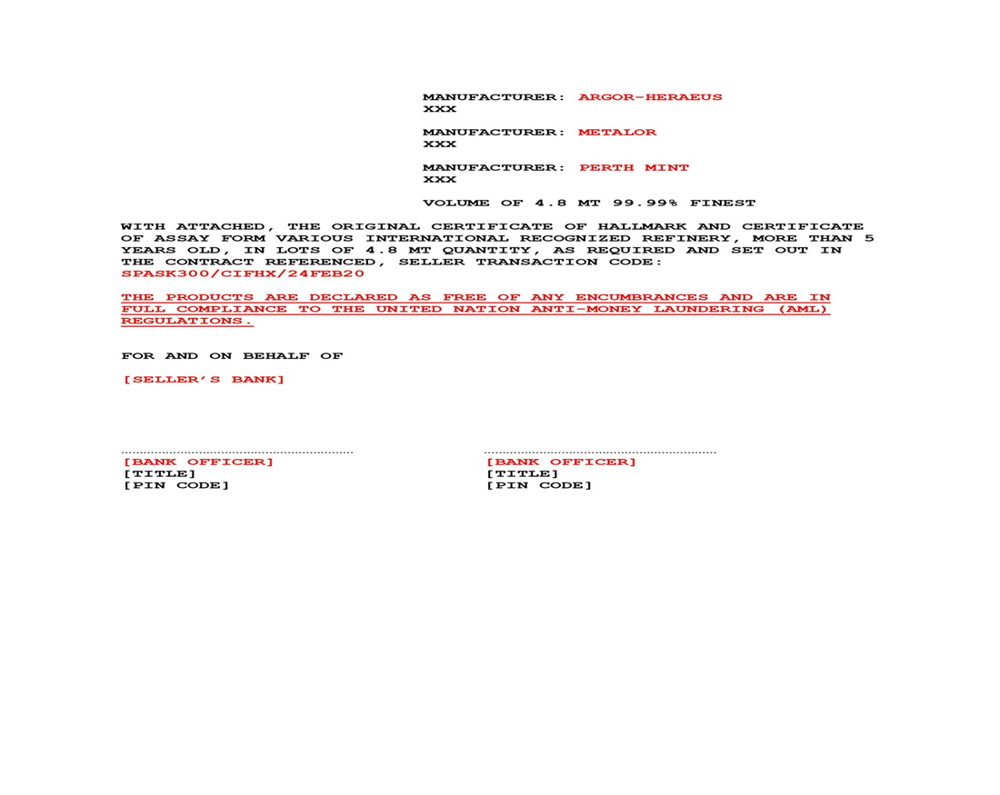 MANUFACTURER: ARGOR-HERAEUS
XXX
MANUFACTURER: METALOR
XXX
MANUFACTURER: PERTH MINT
XXX
VOLUME OF 4.8 MT 99.99% FINEST
WITH ATTACHED, THE ORIGINAL CERTIFICATE OF HALLMARK AND CERTIFICATE
OF ASSAY FORM VARIOUS INTERNATIONAL RECOGNIZED REFINERY, MORE THAN 5
YEARS OLD, IN LOTS OF 4.8 MT QUANTITY, AS REQUIRED AND SET OUT IN
THE CONTRACT REFERENCED, SELLER TRANSACTION CODE:
SPASK300/CIFHX/24FEB20
THE PRODUCTS ARE DECLARED AS FREE OF ANY ENCUMBRANCES AND ARE IN
FULL COMPLIANCE TO THE UNITED NATION ANTI-MONEY LAUNDERING (AML)
REGULATIONS.
FOR AND ON BEHALF OF
[SELLER'S BANK]
[BANK OFFICER] [BANK OFFICER]
[TITLE] [TITLE]
[PIN CODE] [PIN CODE]